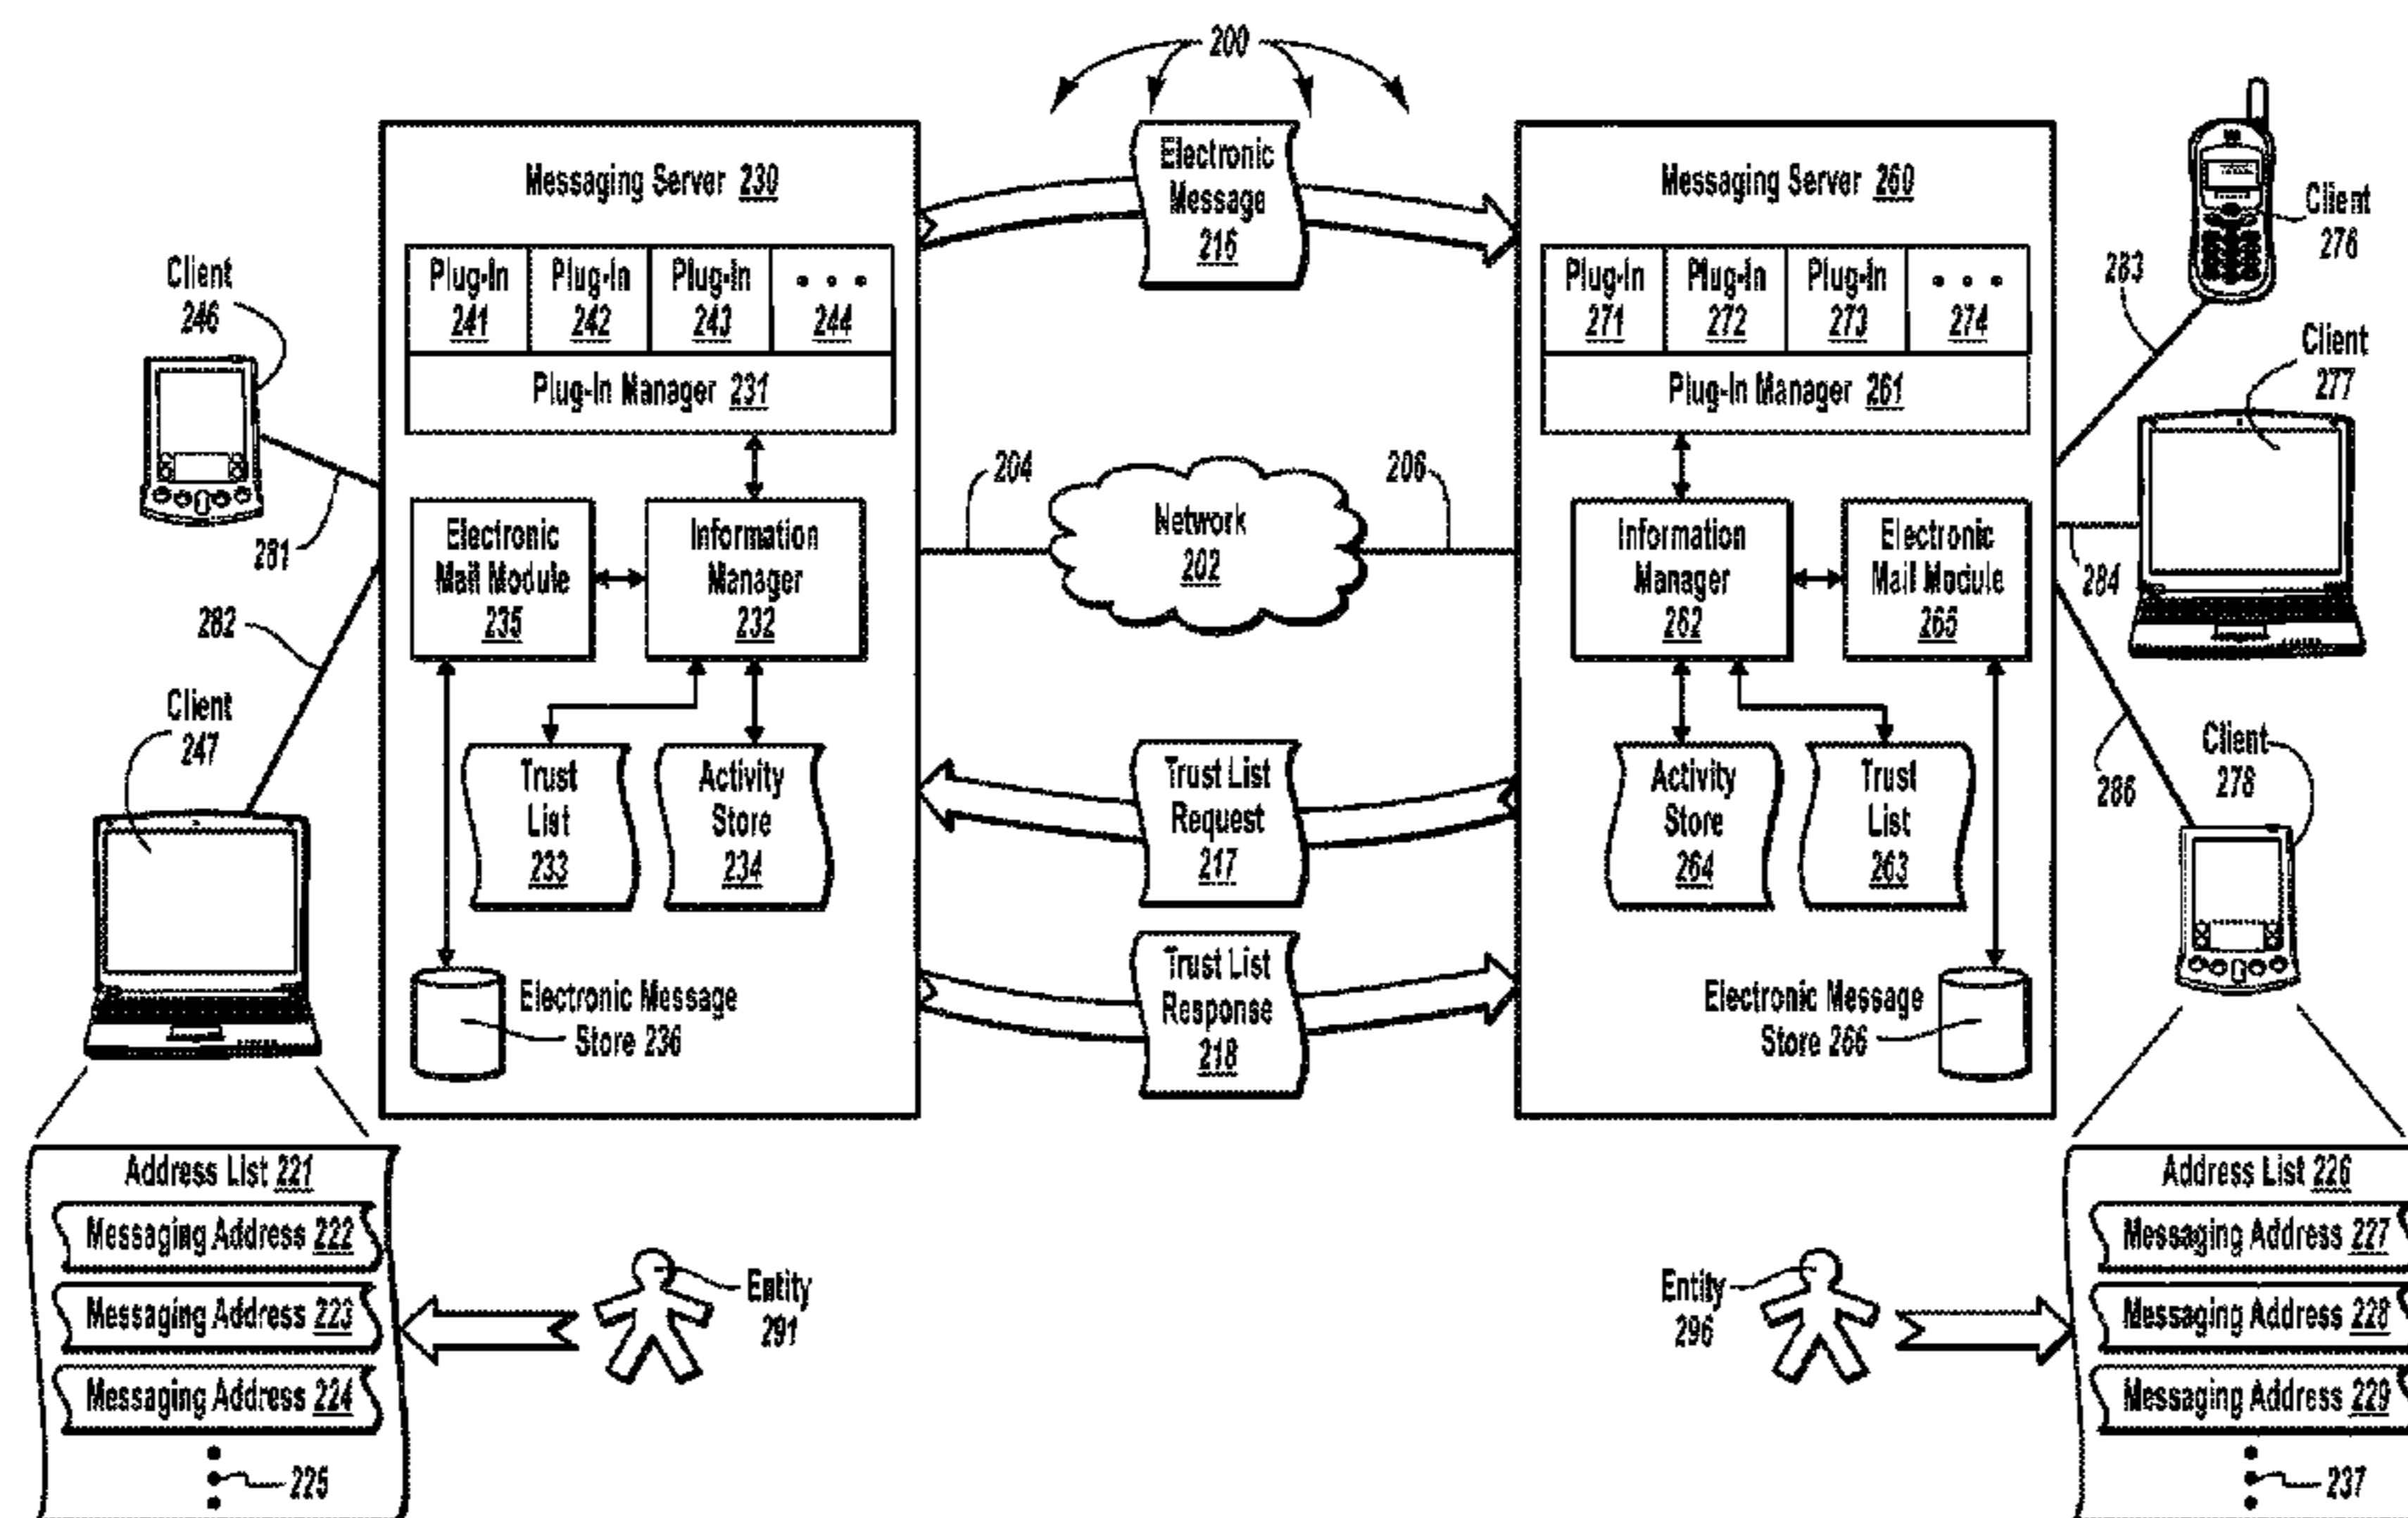 200
Messaging Server 230
Plug-In
241
Plug-In
242
Plug-In
243
• • •
244
Plug-In Manager 231
Electronic
Mail Module
235
Information
Manager
232
Trust
List
233
Activity
Store
234
Electronic Message
Store 236
Client
246
281
282
Client
247
Address List 221
Messaging Address 222
Messaging Address 223
Messaging Address 224
225
Entity
291
Electronic
Message
216
204
Network
202
206
Trust List
Request
217
Trust List
Response
218
Messaging Server 260
Plug-In
271
Plug-In
272
Plug-In
273
• • •
274
Plug-In Manager 261
Information
Manager
262
Electronic
Mail Module
265
Activity
Store
264
Trust
List
263
Electronic Message
Store 266
Client
276
283
Client
277
284
286
Client
278
Address List 226
Messaging Address 227
Messaging Address 228
Messaging Address 229
237
Entity
296